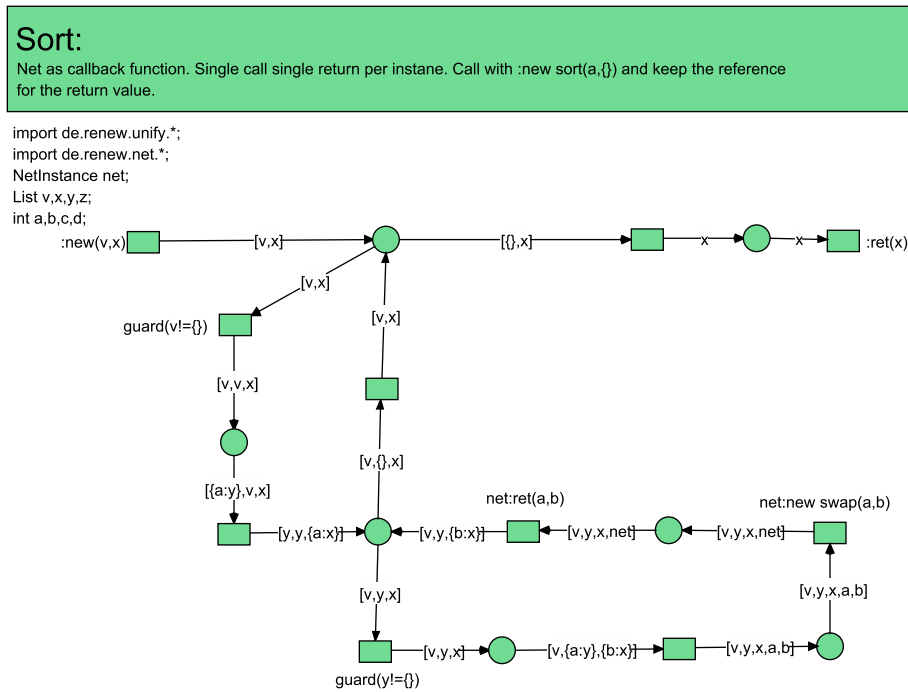 Sort:
Net as callback function. Single call single return per instane. Call with :new sort(a,{}) and keep the reference
for the return value.
import de.renew.unify.*;
import de.renew.net.*;
NetInstance net;
List v,x,y,z;
int a,b,c,d;
:new(v,x)
[v,x]
[{},x]
x
x
:ret(x)
[v,x]
[v,x]
guard(v!={})
[v,v,x]
[v,{},x]
[{a:y},v,x]
net:ret(a,b)
net:new swap(a,b)
[y,y,{a:x}]
[v,y,{b:x}]
[v,y,x,net]
[v,y,x,net]
[v,y,x]
[v,y,x,a,b]
[v,y,x]
[v,{a:y},{b:x}]
[v,y,x,a,b]
guard(y!={})